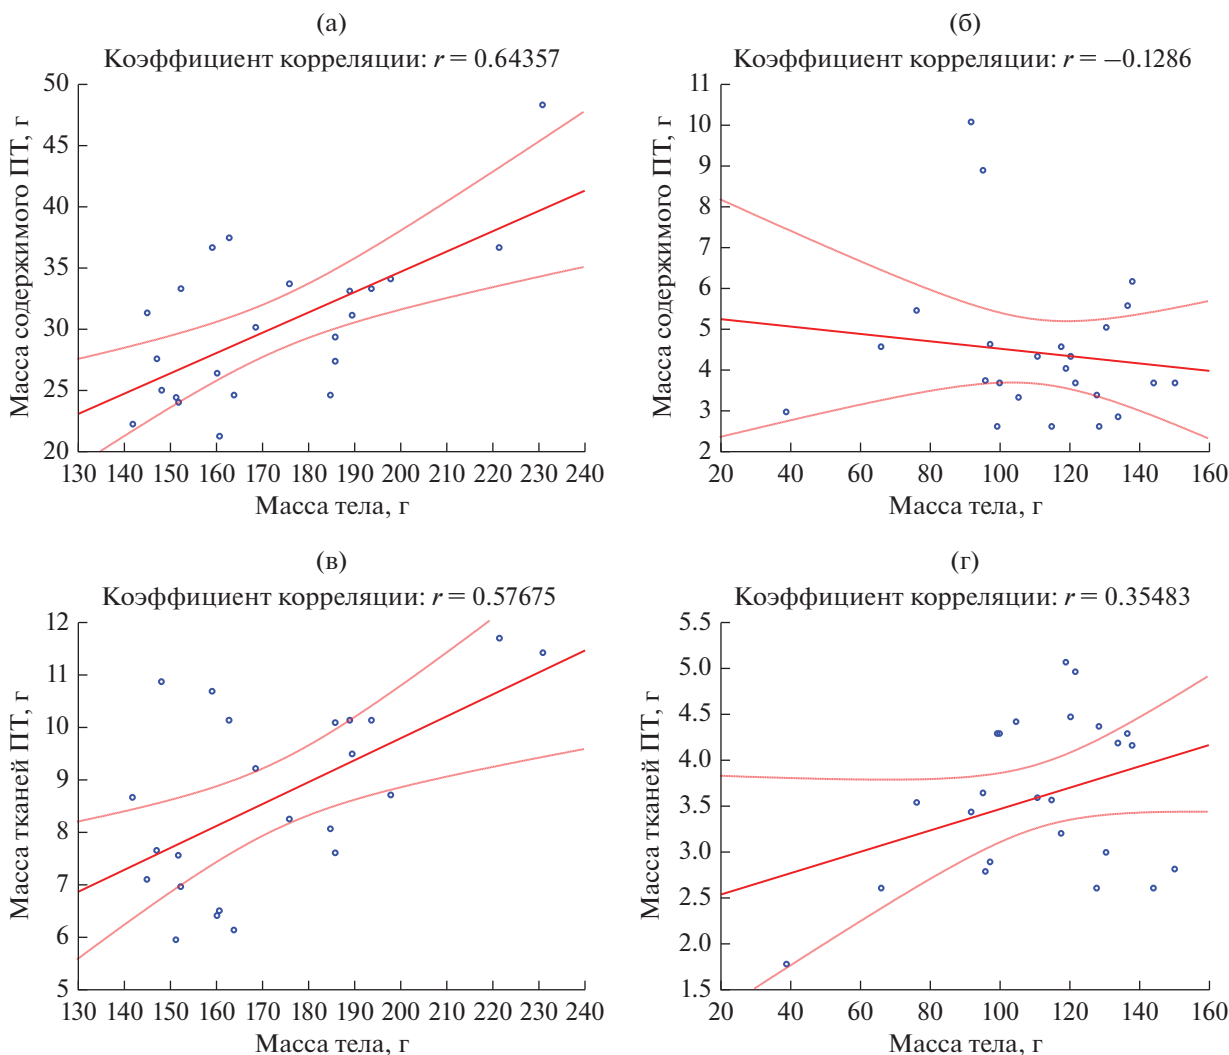 (а)
Коэффициент корреляции: r = 0.64357
50
45
40
35
30
25
20
Масса содержимого ПТ, г
130 140 150 160 170 180 190 200 210 220 230 240
Масса тела, г
(б)
Коэффициент корреляции: r = −0.1286
11
10
9
8
7
6
5
4
3
2
Масса содержимого ПТ, г
20 40 60 80 100 120 140 160
Масса тела, г
(в)
Коэффициент корреляции: r = 0.57675
12
11
10
9
8
7
6
5
Масса тканей ПТ, г
130 140 150 160 170 180 190 200 210 220 230 240
Масса тела, г
(г)
Коэффициент корреляции: r = 0.35483
5.5
5.0
4.5
4.0
3.5
3.0
2.5
2.0
1.5
Масса тканей ПТ, г
20 40 60 80 100 120 140 160
Масса тела, г